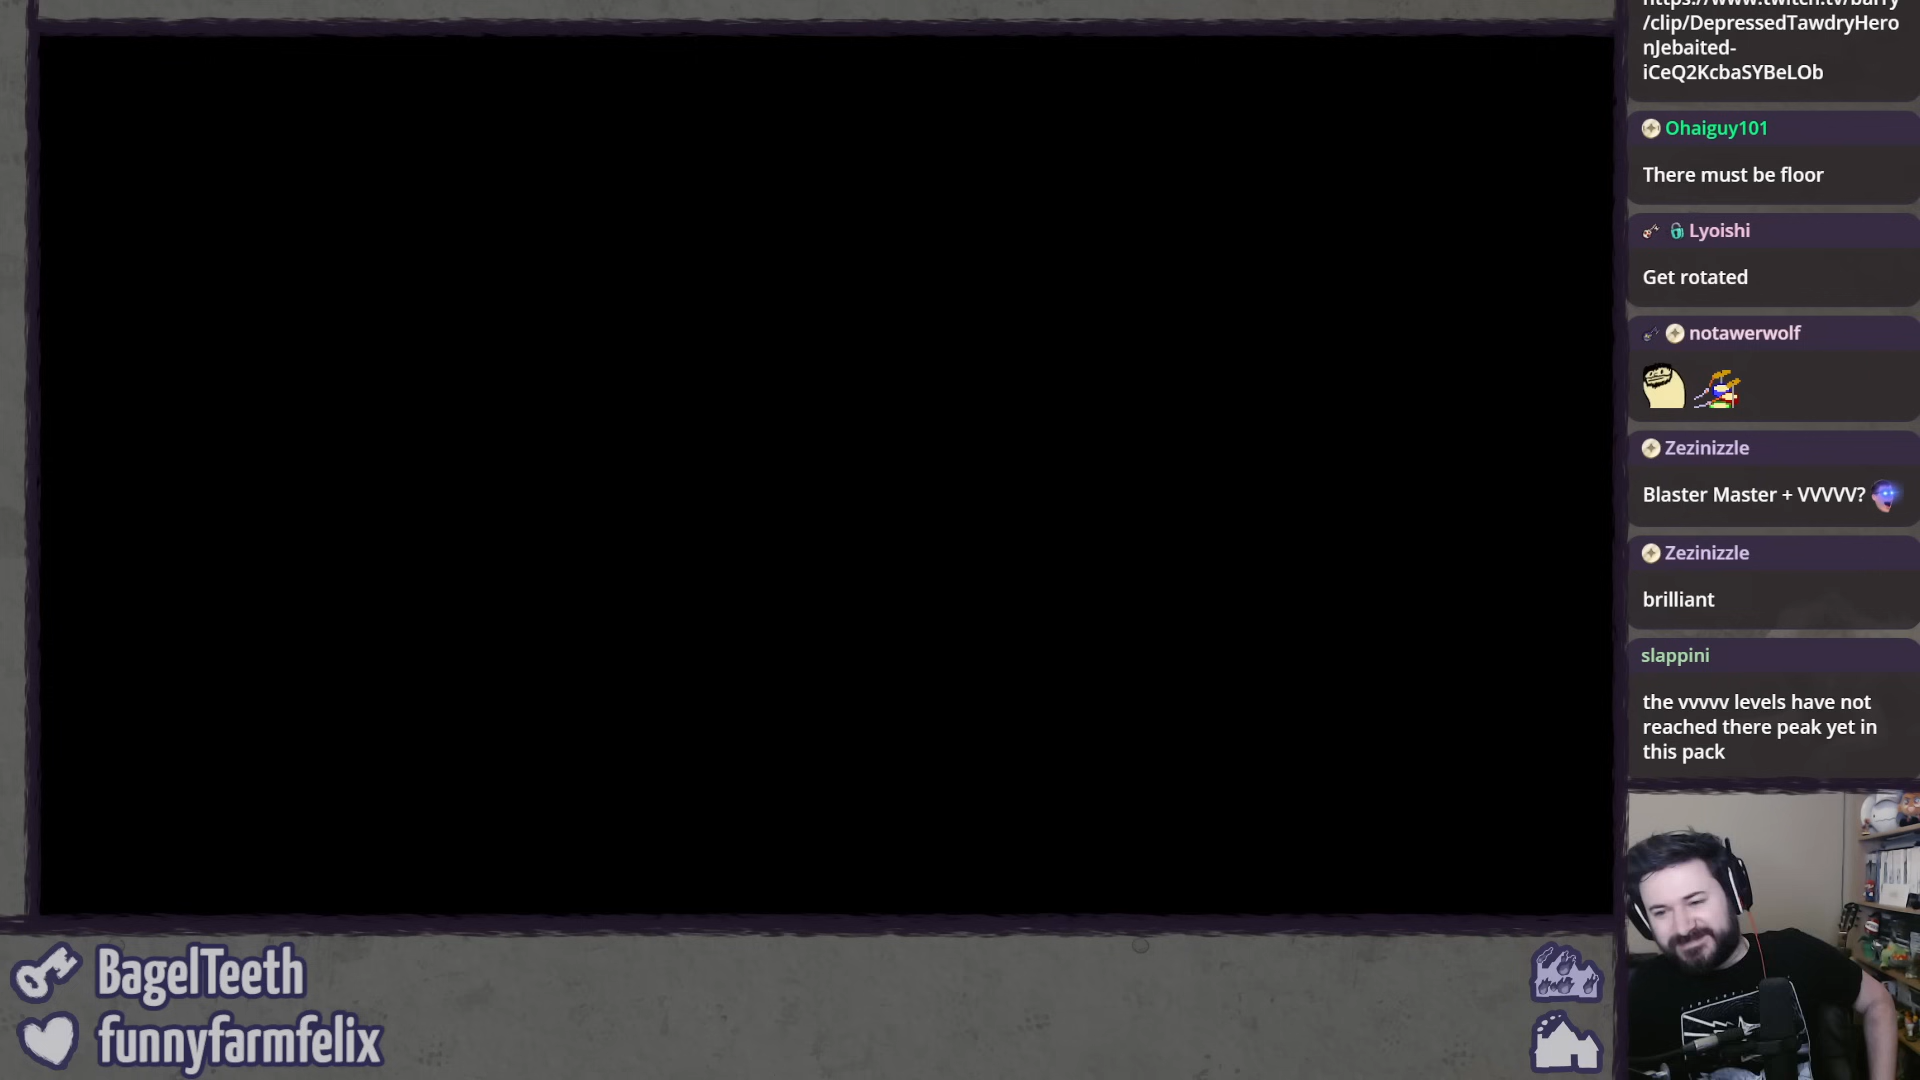 /clip/DepressedTawdryHero
nJebaited-
iCeQ2KcbaSYBeLOb
Ohaiguy101
There must be floor
Lyoishi
Get rotated
notawerwolf
Zezinizzle
Blaster Master + VVVVV?
Zezinizzle
brilliant
slappini
the vvvvv levels have not
reached there peak yet in
this pack
BagelTeeth
funnyfarmfelix